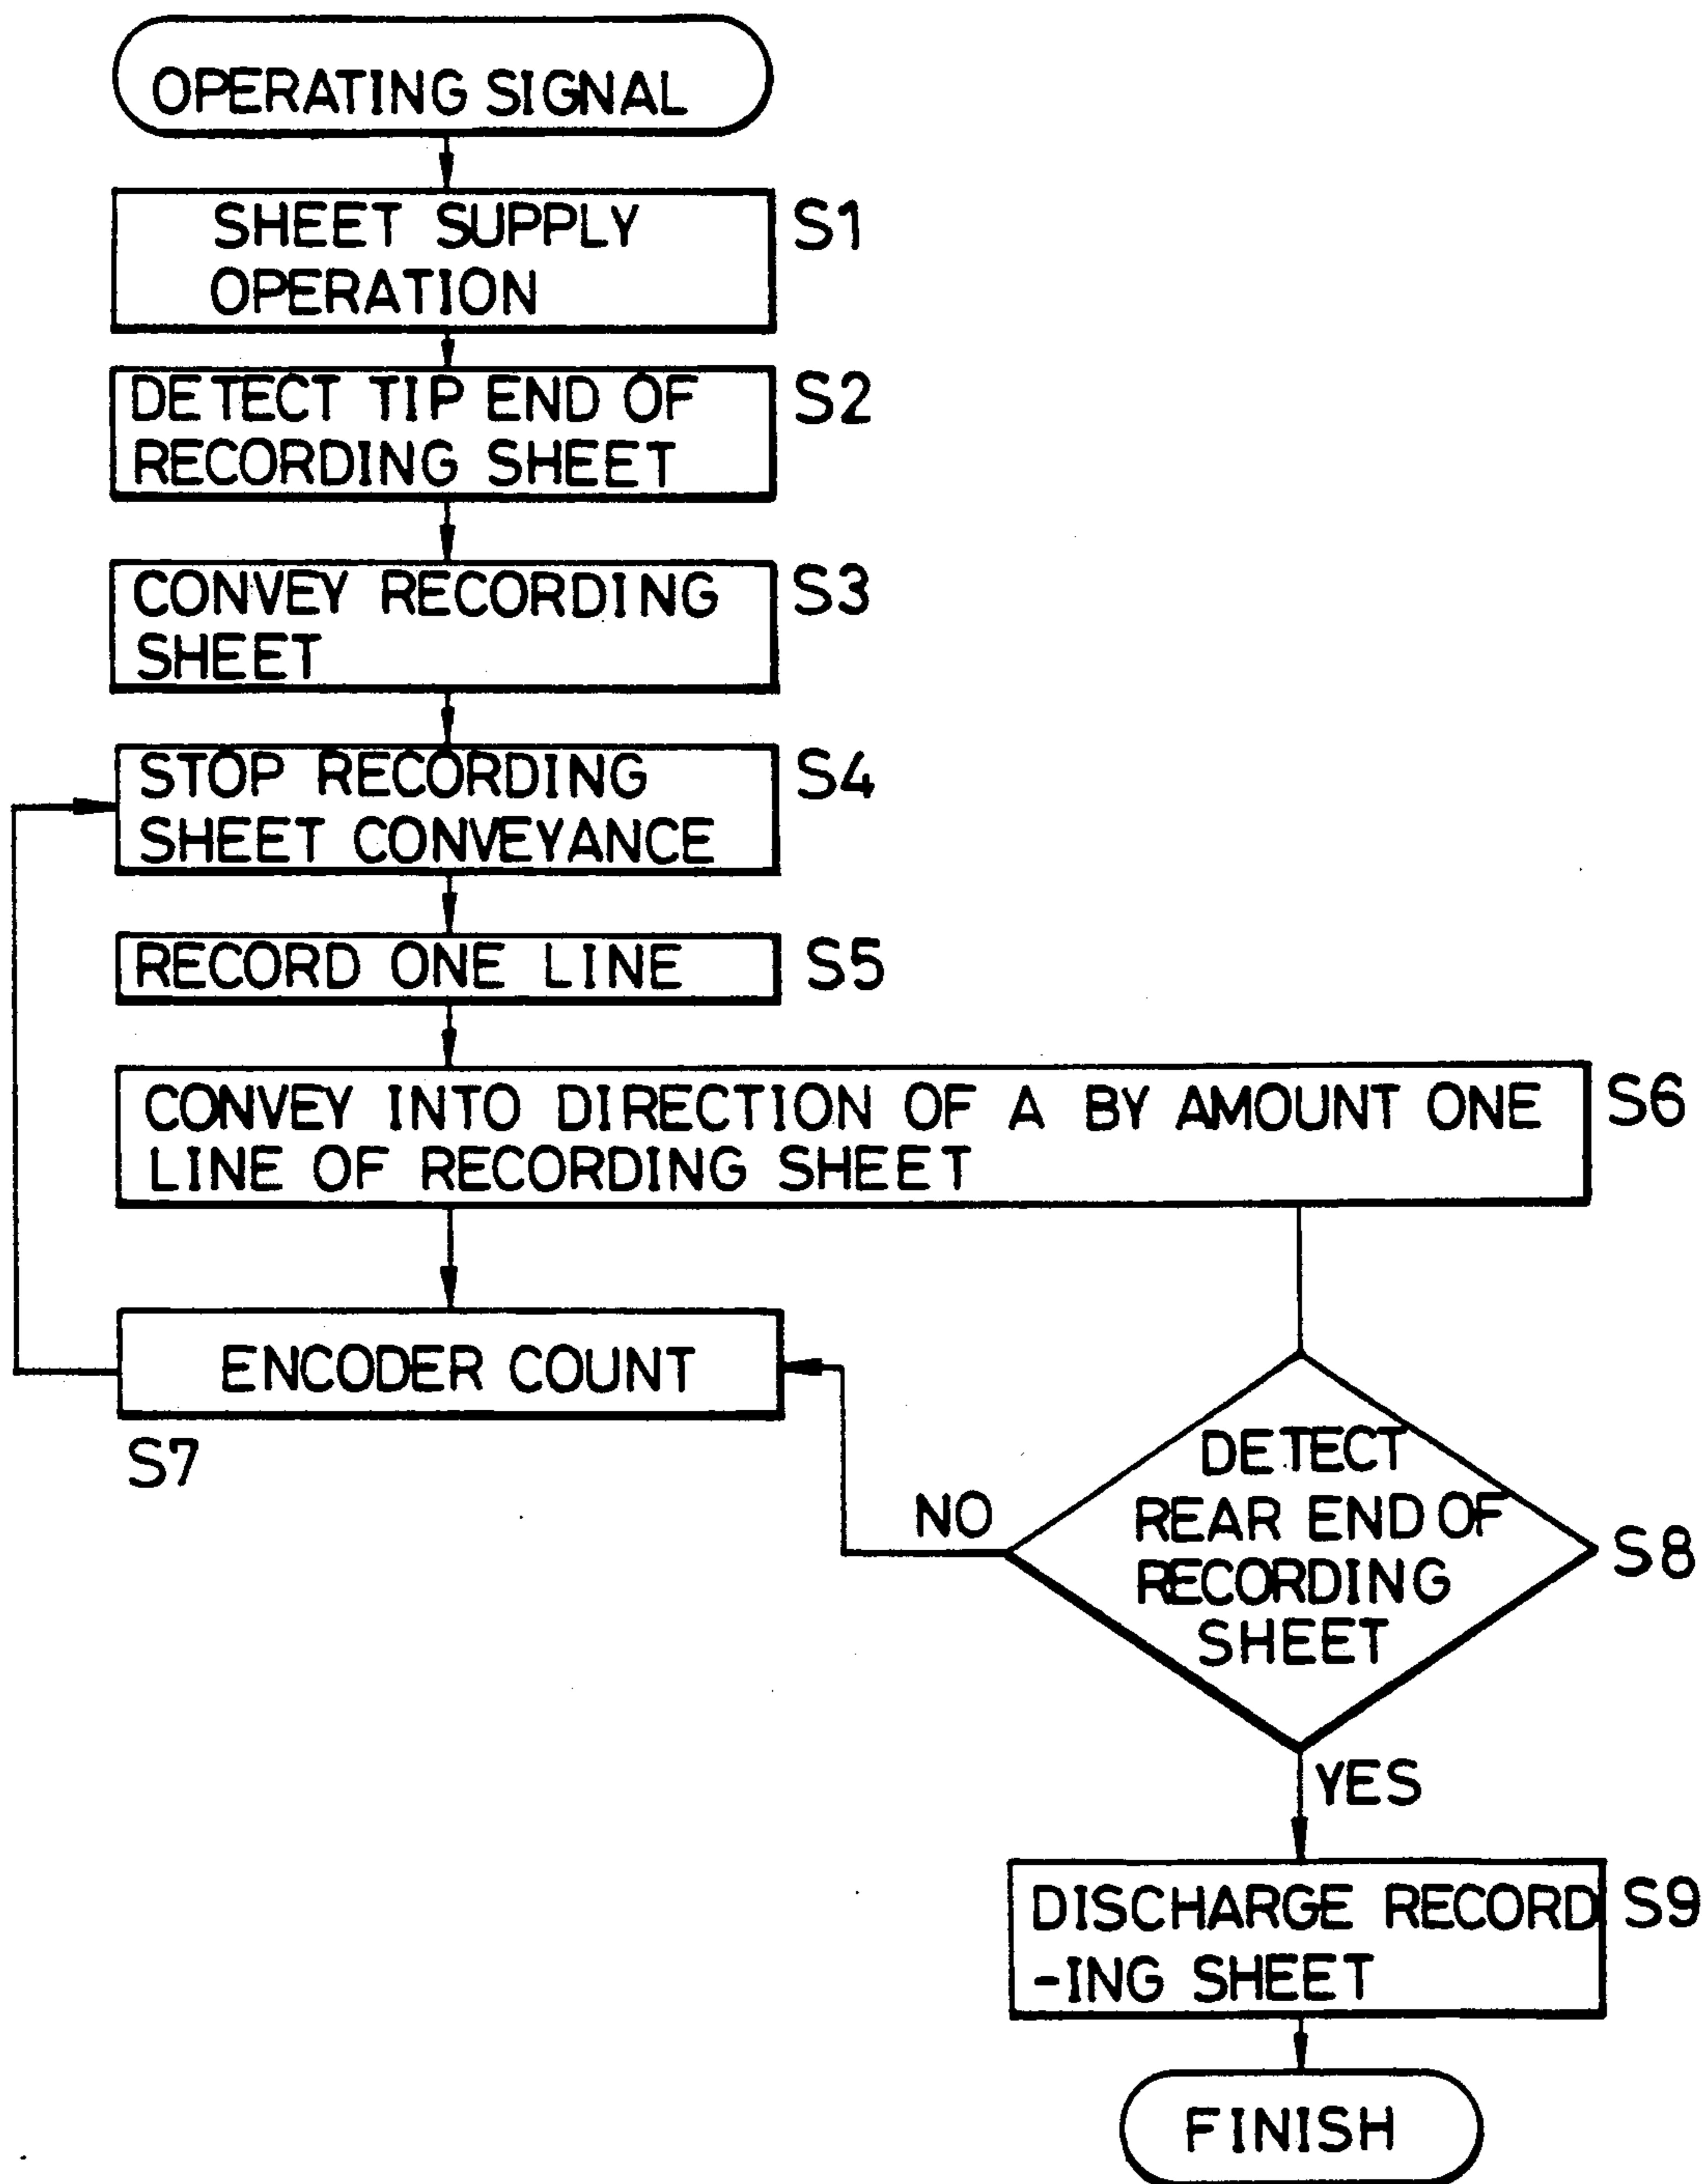 OPERATING SIGNAL
SHEET SUPPLY
OPERATION
S1
DETECT TIP END OF
RECORDING SHEET
S2
CONVEY RECORDING
SHEET
S3
STOP RECORDING
SHEET CONVEYANCE
S4
RECORD ONE LINE
S5
CONVEY INTO DIRECTION OF A BY AMOUNT ONE
LINE OF RECORDING SHEET
S6
ENCODER COUNT
S7
DETECT
REAR END OF
RECORDING
SHEET
S8
NO
YES
DISCHARGE RECORD
-ING SHEET
S9
FINISH